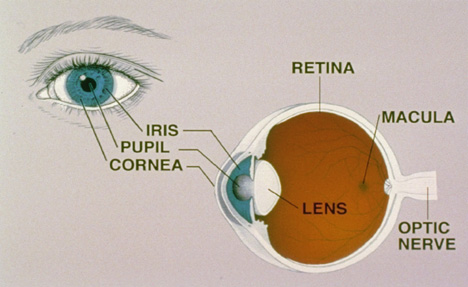 RETINA
MACULA
IRIS
PUPIL
CORNEA
LENS
OPTIC
NERVE